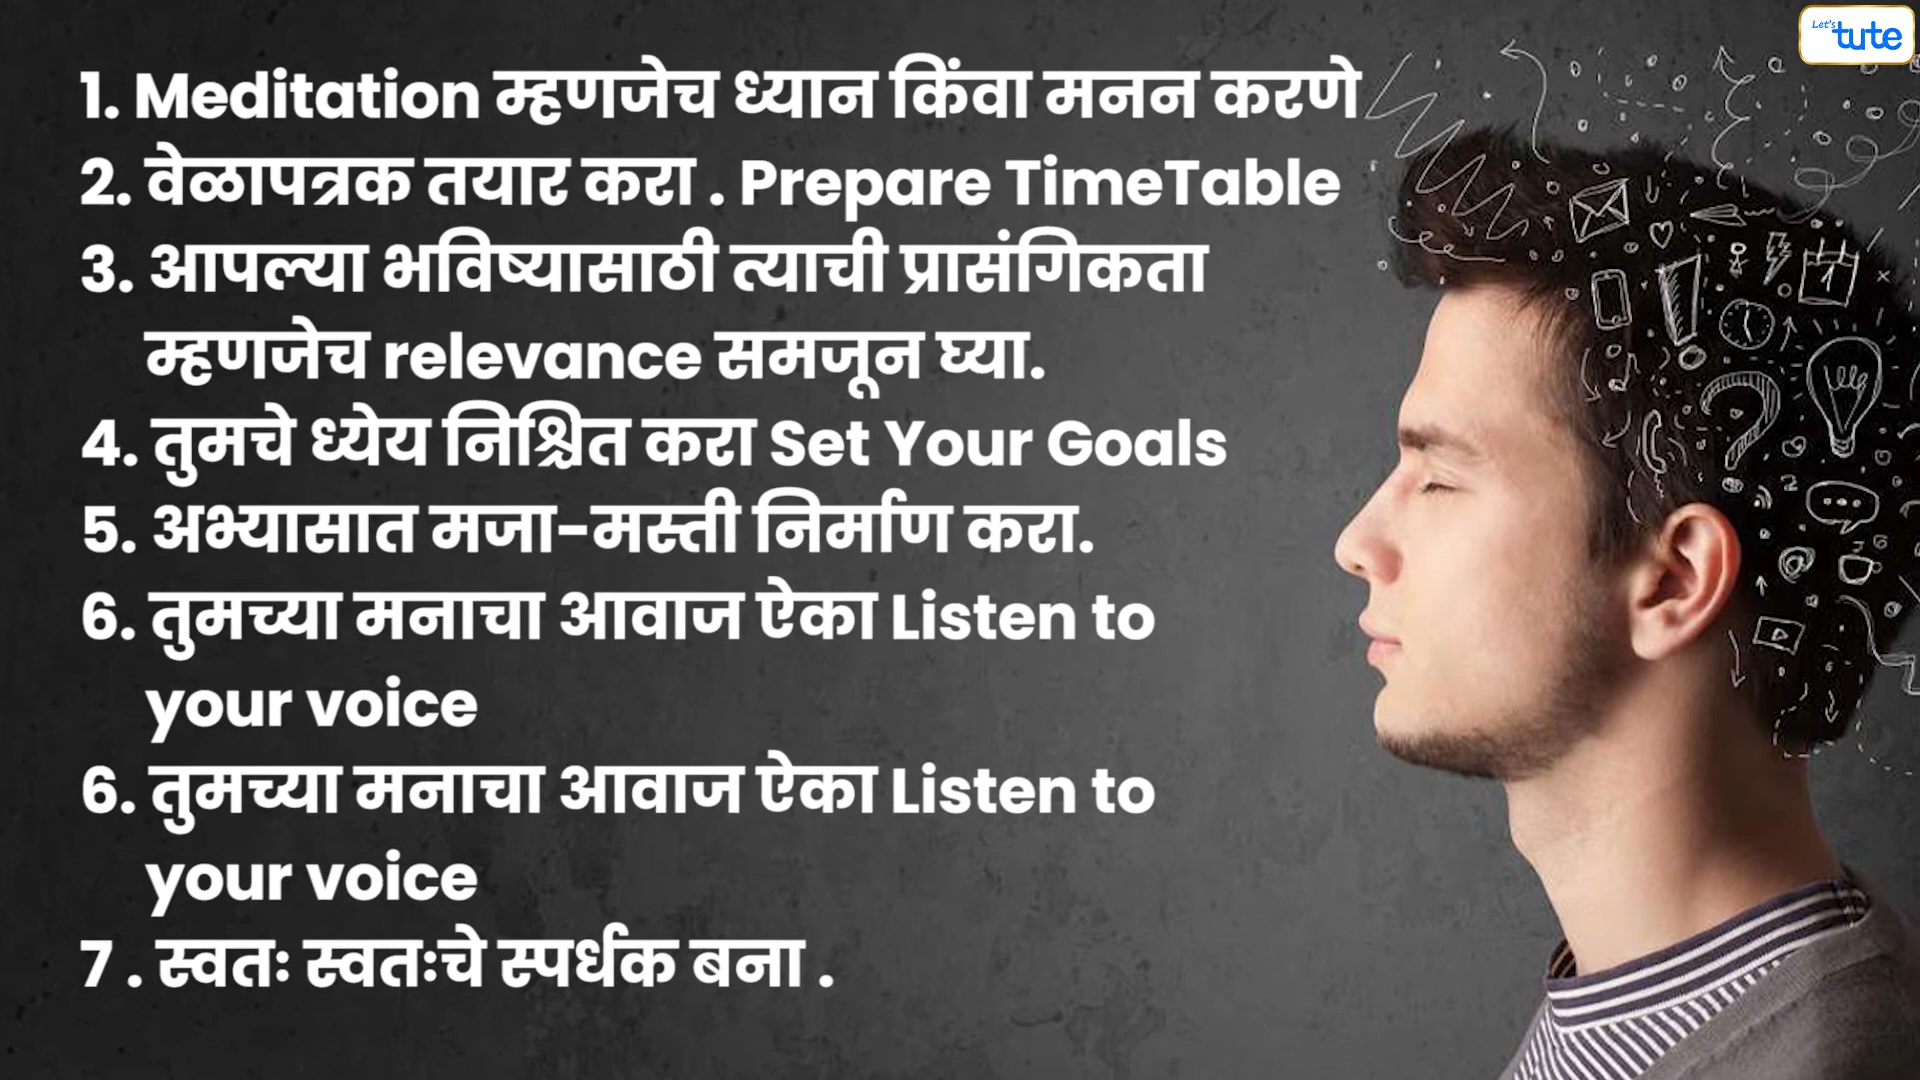 Let's tute
1. Meditation म्हणजेच ध्यान किंवा मनन करणे
2. वेळापत्रक तयार करा . Prepare TimeTable
3. आपल्या भविष्यासाठी त्याची प्रासंगिकता
म्हणजेच relevance समजून घ्या.
4. तुमचे ध्येय निश्चित करा Set Your Goals
5. अभ्यासात मजा-मस्ती निर्माण करा.
6. तुमच्या मनाचा आवाज ऐका Listen to
your voice
6. तुमच्या मनाचा आवाज ऐका Listen to
your voice
7 . स्वतः स्वतःचे स्पर्धक बना .